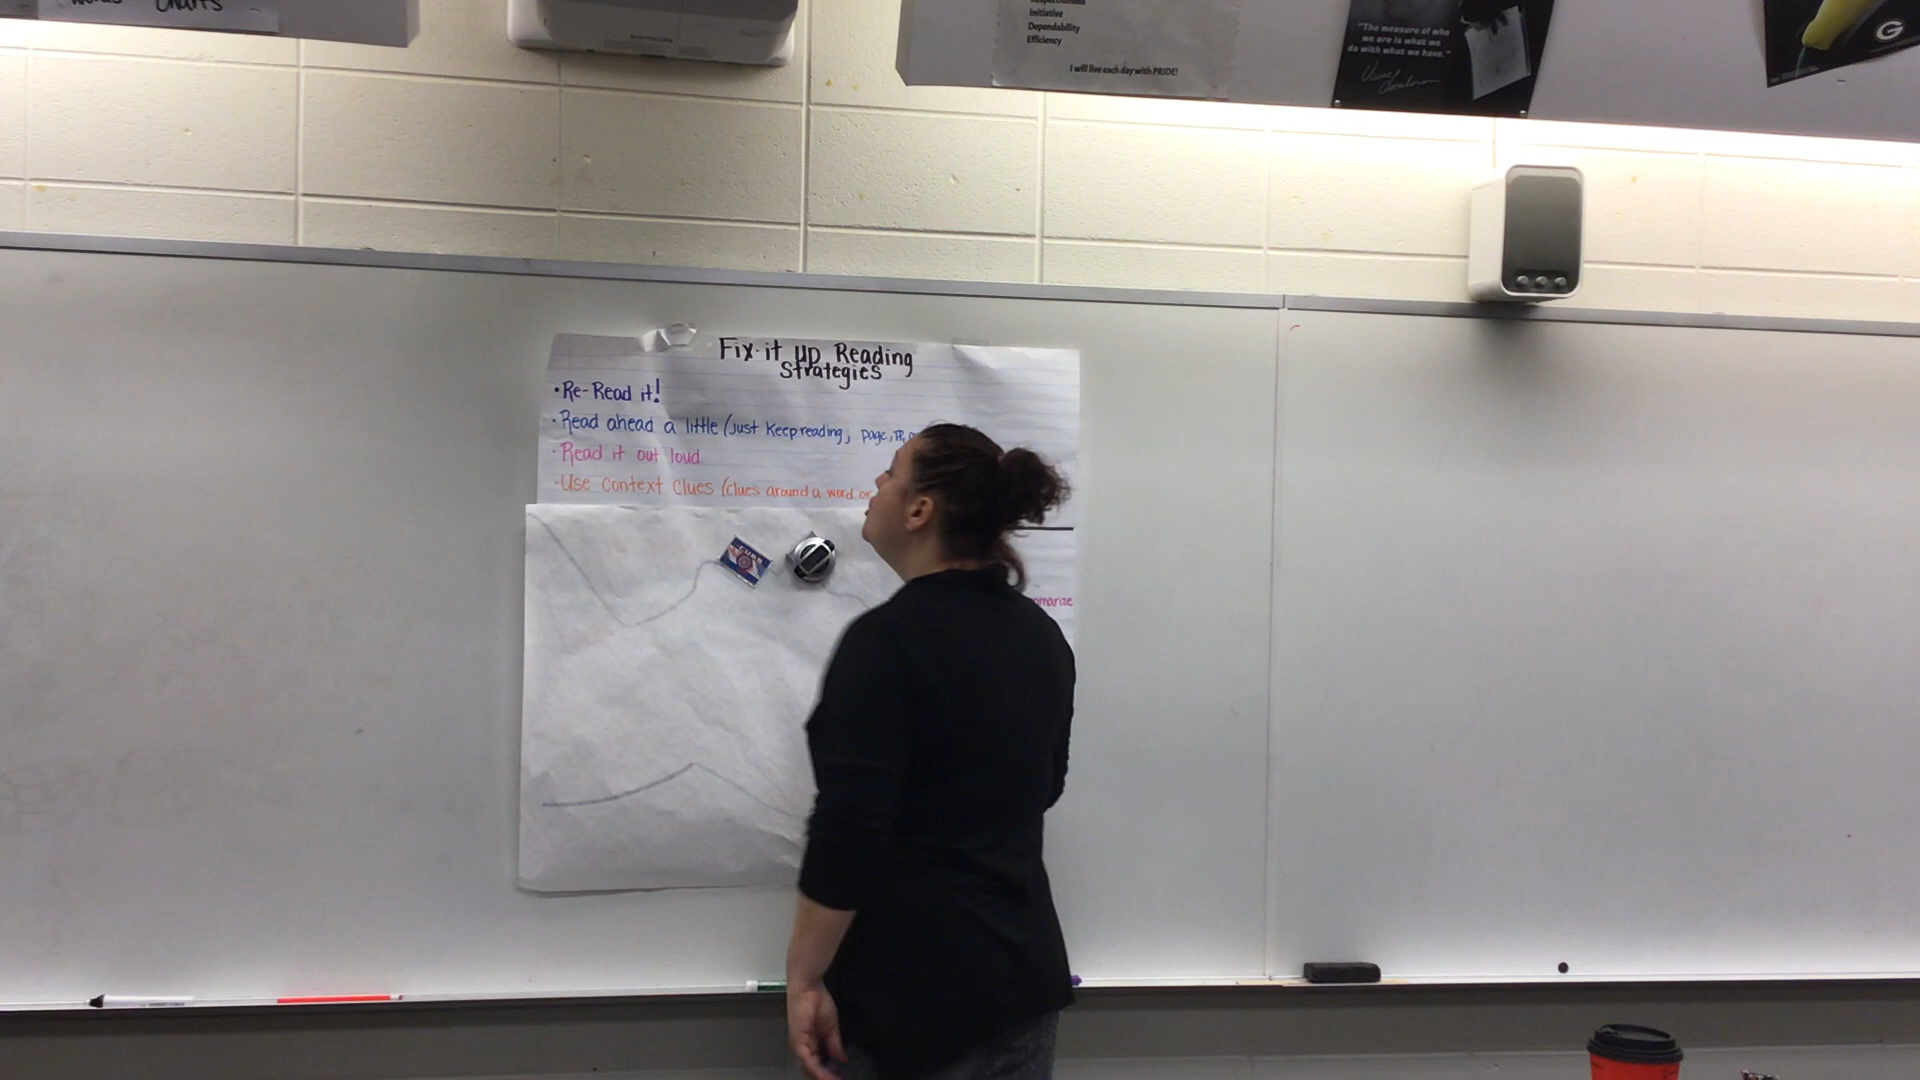 Charts
Initiative
Dependability
Efficiency
I will live each day with PRIDE!
"The measure of who
we are is what we
do with what we have."
G
Fix-it up Reading
Strategies
•Re-Read it!
•Read ahead a little (just keep reading; page,
•Read it out loud.
•Use context clues (clues around a word or
CUBA